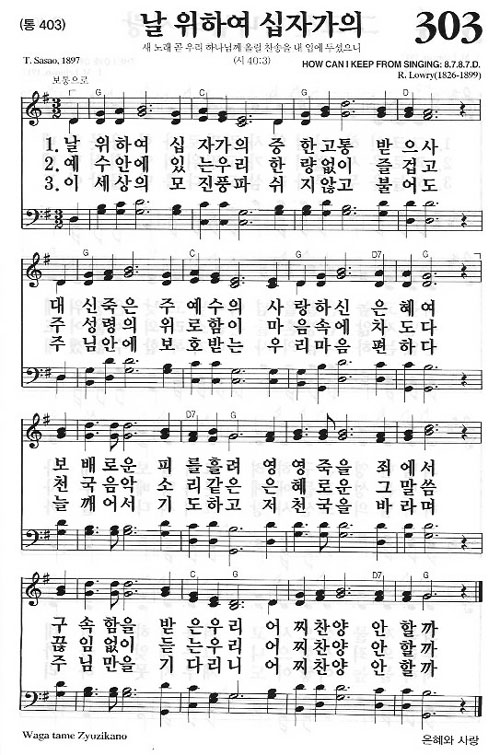 (통 403)
날 위하여 십자가의
303
새 노래 곧 우리 하나님께 올릴 찬송을 내 입에 두셨으니
(시 40:3)
T. Sasao, 1897
HOW CAN I KEEP FROM SINGING: 8.7.8.7.D.
R. Lowry(1826-1899)
보통으로
G C G
1. 날 위하여 십자가의 중한고통 받으사
2. 예수안에 있는우리 한량없이 즐겁고
3. 이 세상의 모진풍파 쉬지않고 불어도
G C G D7 G
대신죽은 주예수의 사랑하신 은혜여
주성령의 위로함이 마음속에 차도다
주님안에 보호받는 우리마음 편하다
D7 G
보배로운 피를흘려 영영죽을 죄에서
천국음악 소리같은 은혜로운 그말씀
늘 깨어서 기도하고 저천국을 바라며
C G D7 G
구속함을 받은우리 어찌찬양 안할까
끊임없이 듣는우리 어찌찬양 안할까
주님만을 기다리니 어찌찬양 안할까
Waga tame Zyuzikano
은혜와 사랑